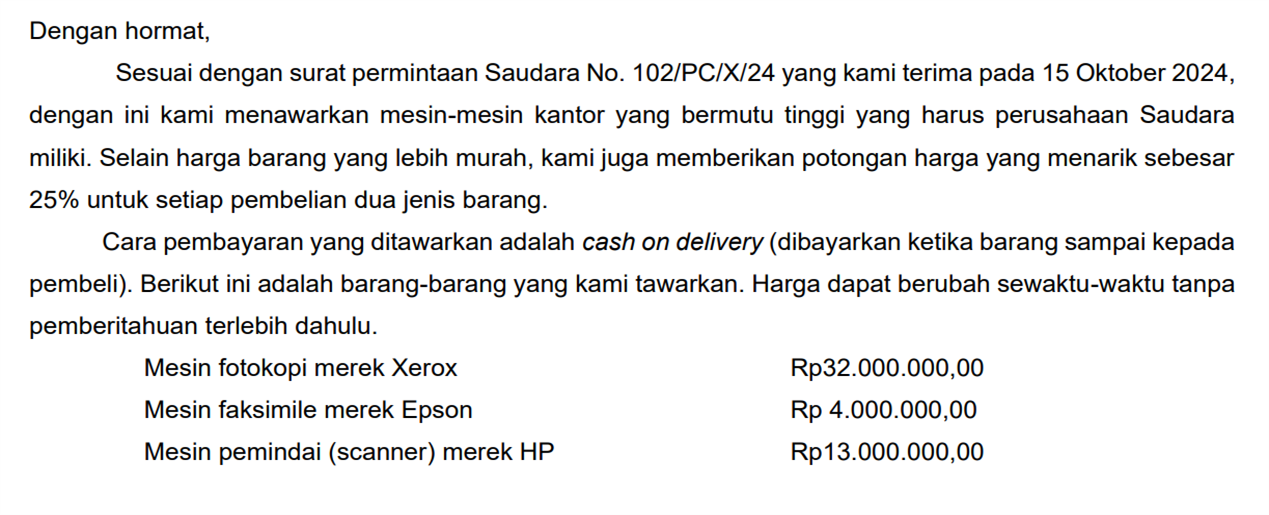 Dengan hormat,
Sesuai dengan surat permintaan Saudara No. 102/PC/X/24 yang kami terima pada 15 Oktober 2024,
dengan ini kami menawarkan mesin-mesin kantor yang bermutu tinggi yang harus perusahaan Saudara
miliki. Selain harga barang yang lebih murah, kami juga memberikan potongan harga yang menarik sebesar
25% untuk setiap pembelian dua jenis barang.
Cara pembayaran yang ditawarkan adalah cash on delivery (dibayarkan ketika barang sampai kepada
pembeli). Berikut ini adalah barang-barang yang kami tawarkan. Harga dapat berubah sewaktu-waktu tanpa
pemberitahuan terlebih dahulu.
Mesin fotokopi merek Xerox Rp32.000.000,00
Mesin faksimile merek Epson Rp 4.000.000,00
Mesin pemindai (scanner) merek HP Rp13.000.000,00